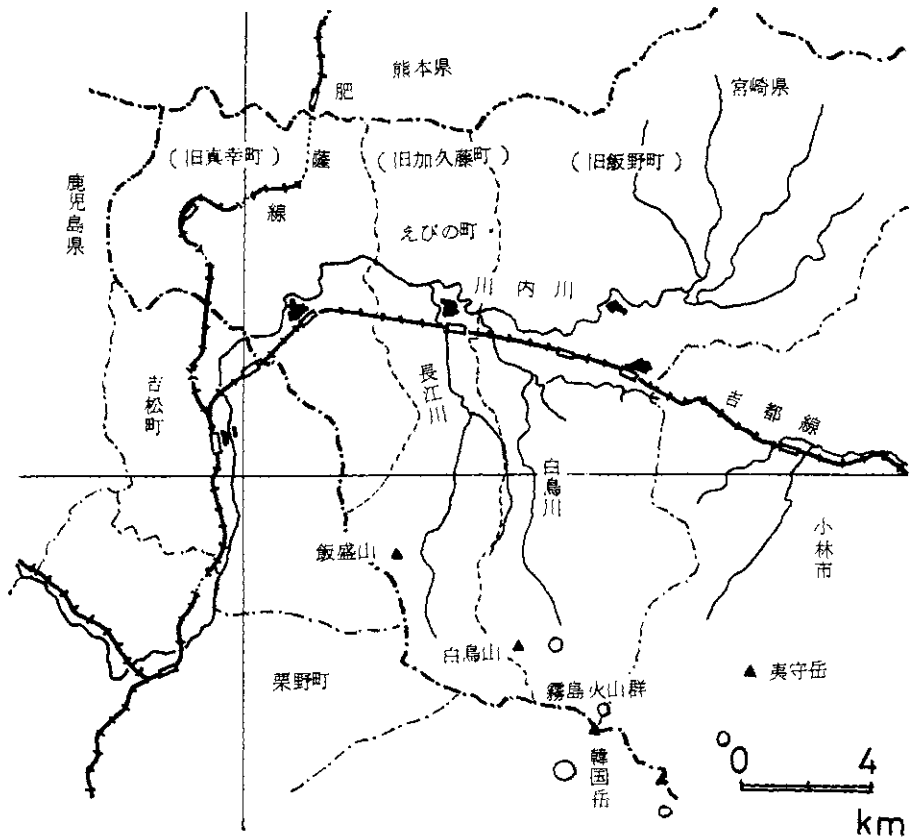 熊本県
宮崎県
肥薩線
(旧真幸町)
(旧加久藤町)
(旧飯野町)
鹿児島県
えびの町
川内川
吉松町
長江川
吉都線
白鳥川
小林市
飯盛山
白鳥山
夷守岳
栗野町
霧島火山群
韓国岳
0 4
km